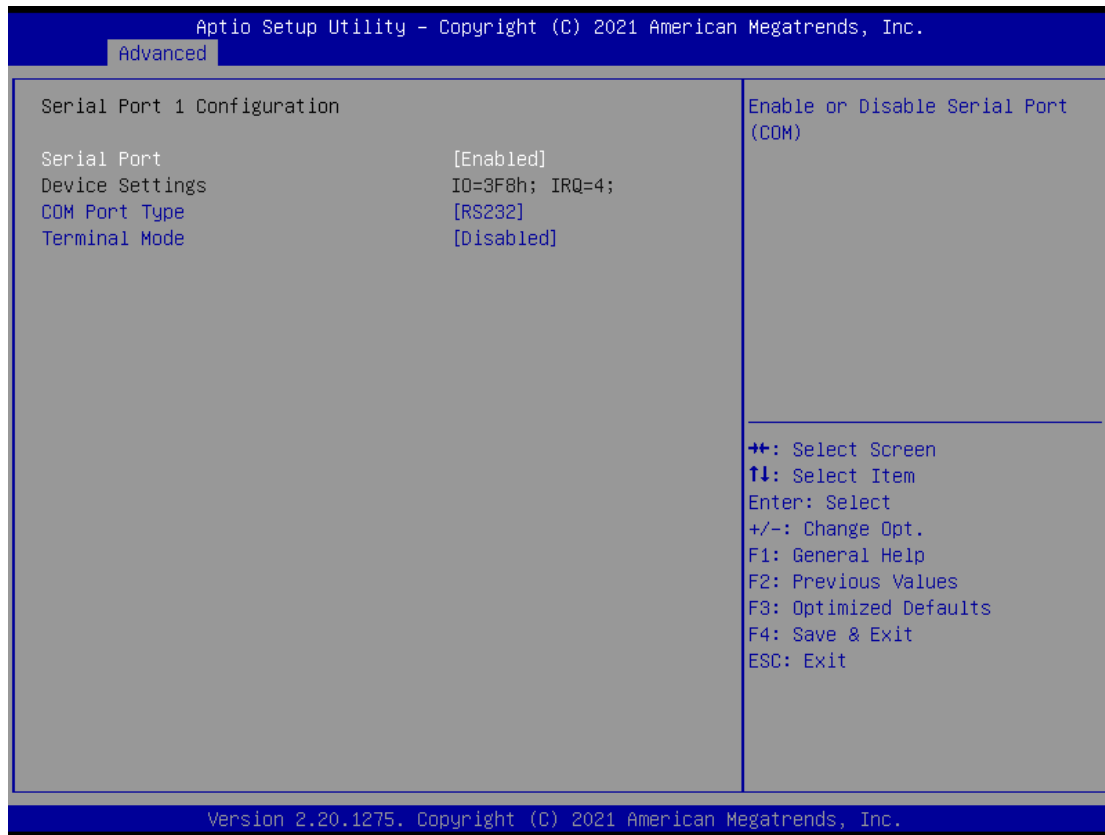 Aptio Setup Utility – Copyright (C) 2021 American Megatrends, Inc.
Advanced
Serial Port 1 Configuration
Serial Port [Enabled]
Device Settings IO=3F8h; IRQ=4;
COM Port Type [RS232]
Terminal Mode [Disabled]
Enable or Disable Serial Port
(COM)
→←: Select Screen
↑↓: Select Item
Enter: Select
+/-: Change Opt.
F1: General Help
F2: Previous Values
F3: Optimized Defaults
F4: Save & Exit
ESC: Exit
Version 2.20.1275. Copyright (C) 2021 American Megatrends, Inc.